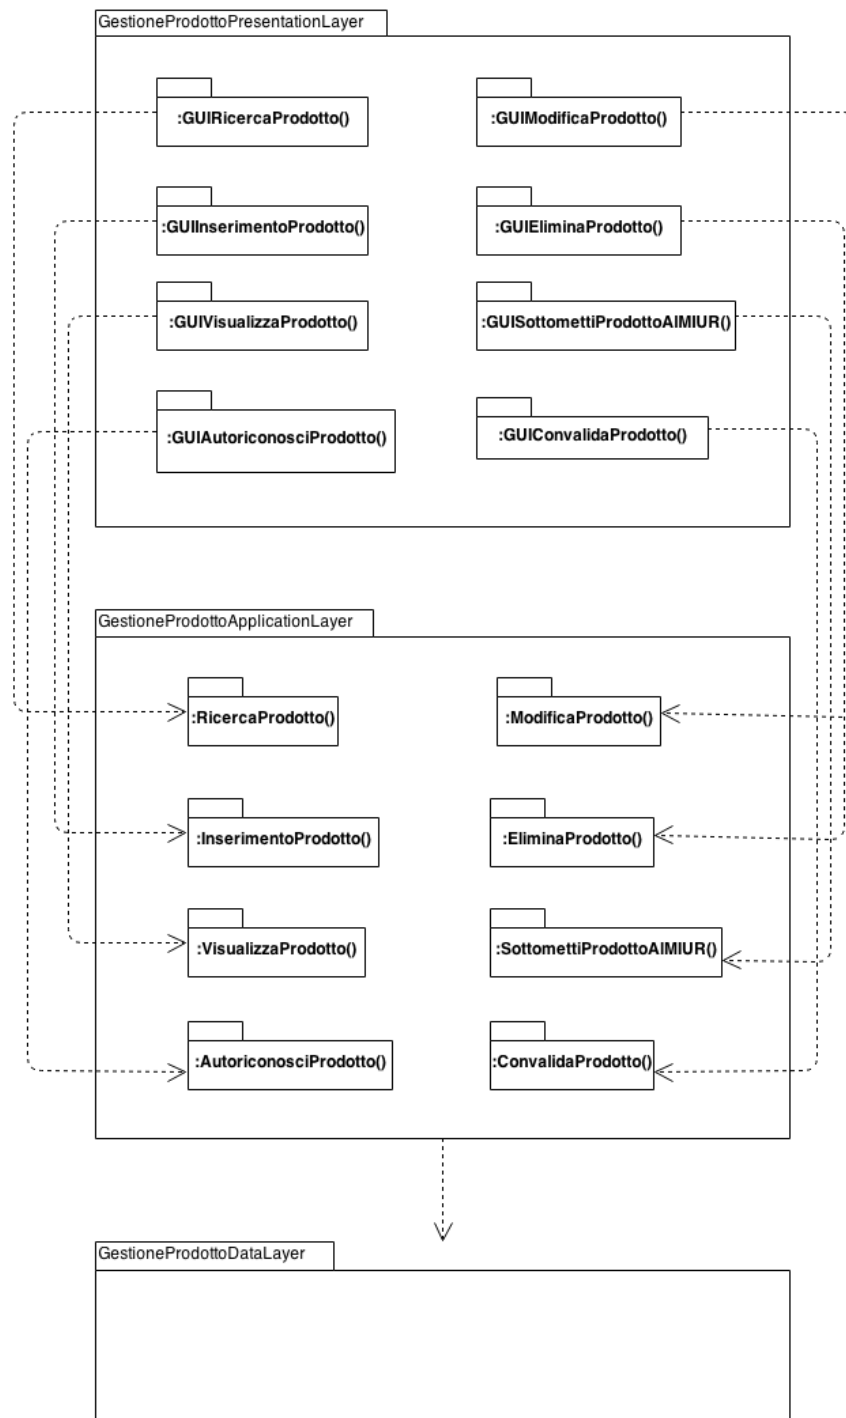 GestioneProdottoPresentationLayer
:GUIRicercaProdotto()
:GUIModificaProdotto()
:GUIInserimentoProdotto()
:GUIEliminaProdotto()
:GUIVisualizzaProdotto()
:GUISottomettiProdottoAlMIUR()
:GUIAutoriconosciProdotto()
:GUIConvalidaProdotto()
GestioneProdottoApplicationLayer
:RicercaProdotto()
:ModificaProdotto()
:InserimentoProdotto()
:EliminaProdotto()
:VisualizzaProdotto()
:SottomettiProdottoAlMIUR()
:AutoriconosciProdotto()
:ConvalidaProdotto()
GestioneProdottoDataLayer